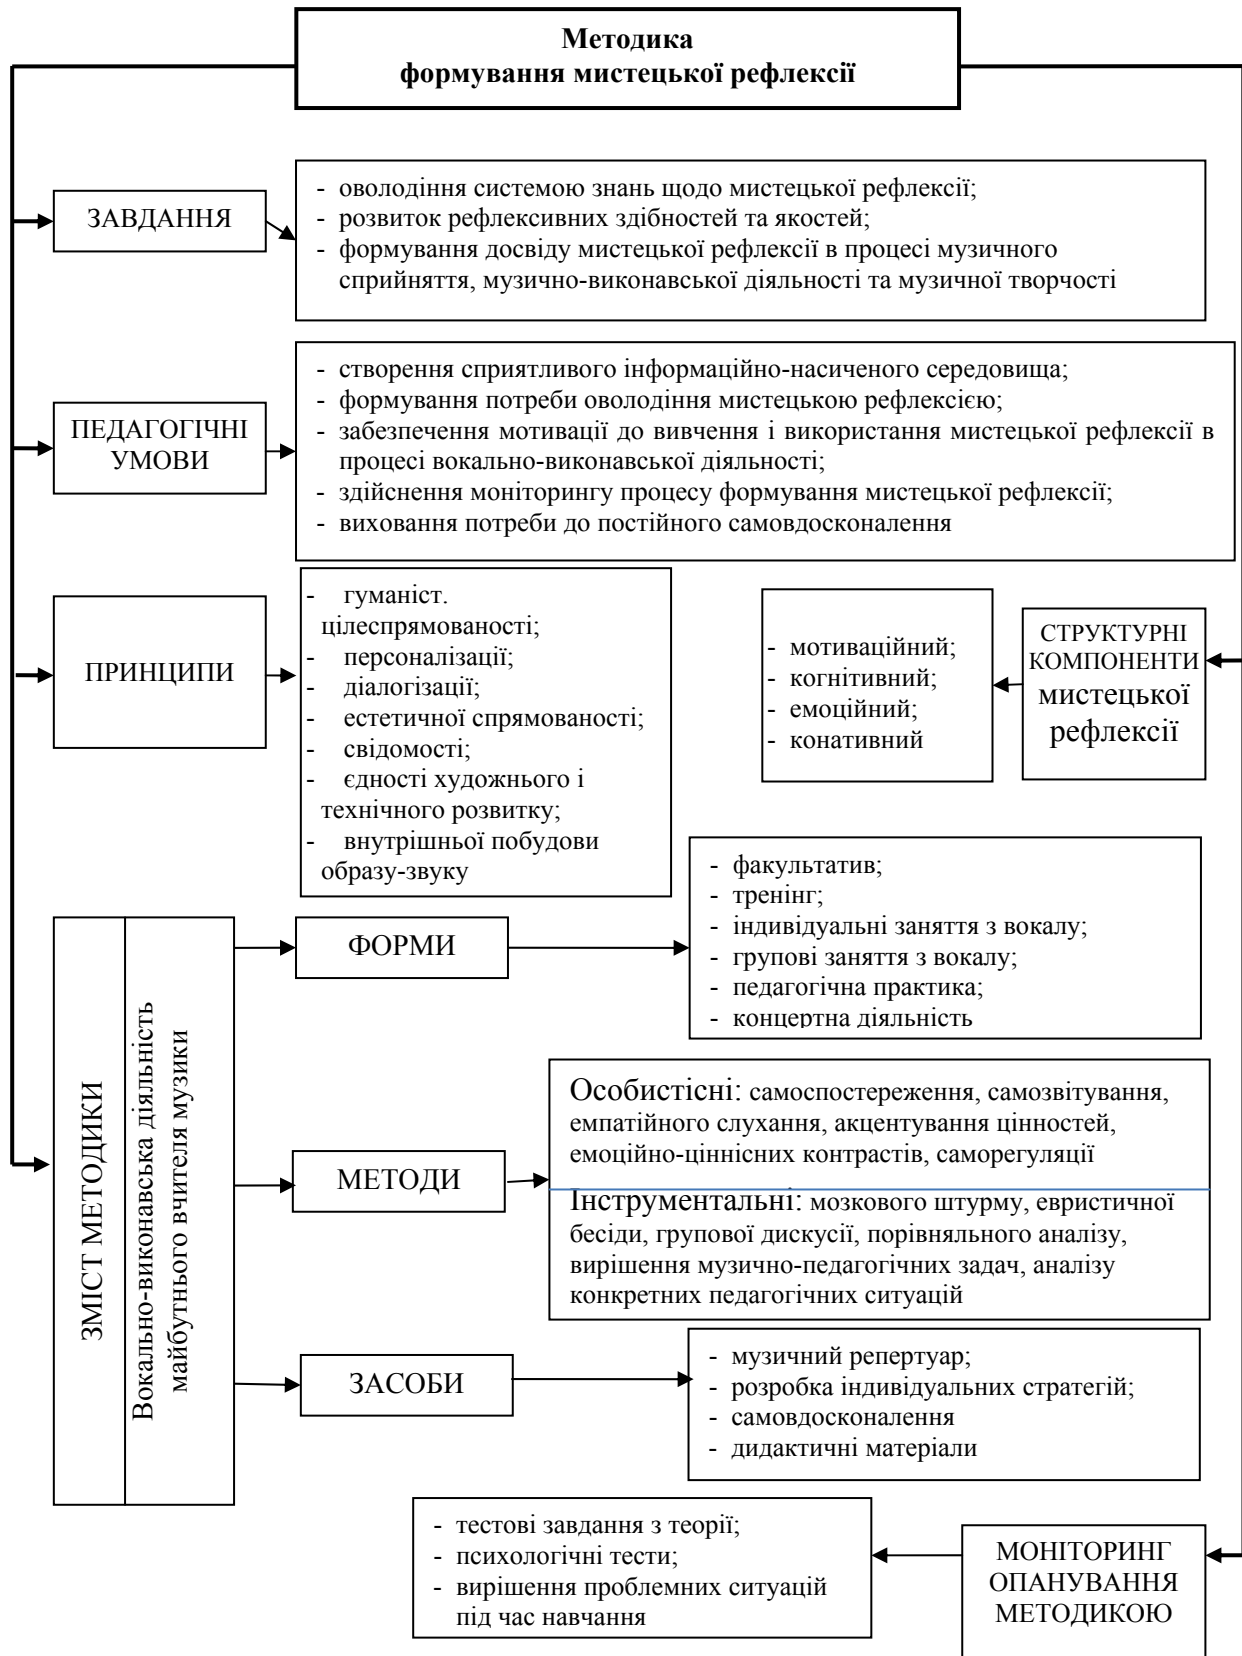 Методика
формування мистецької рефлексії
ЗАВДАННЯ
- оволодіння системою знань щодо мистецької рефлексії;
- розвиток рефлексивних здібностей та якостей;
- формування досвіду мистецької рефлексії в процесі музичного
сприйняття, музично-виконавської діяльності та музичної творчості
ПЕДАГОГІЧНІ
УМОВИ
- створення сприятливого інформаційно-насиченого середовища;
- формування потреби оволодіння мистецькою рефлексією;
- забезпечення мотивації до вивчення і використання мистецької рефлексії в
процесі вокально-виконавської діяльності;
- здійснення моніторингу процесу формування мистецької рефлексії;
- виховання потреби до постійного самовдосконалення
ПРИНЦИПИ
- гуманіст.
цілеспрямованості;
- персоналізації;
- діалогізації;
- естетичної спрямованості;
- свідомості;
- єдності художнього і
технічного розвитку;
- внутрішньої побудови
образу-звуку
- мотиваційний;
- когнітивний;
- емоційний;
- конативний
СТРУКТУРНІ
КОМПОНЕНТИ
мистецької
рефлексії
ЗМІСТ МЕТОДИКИ
Вокально-виконавська діяльність
майбутнього вчителя музики
ФОРМИ
- факультатив;
- тренінг;
- індивідуальні заняття з вокалу;
- групові заняття з вокалу;
- педагогічна практика;
- концертна діяльність
МЕТОДИ
Особистісні: самоспостереження, самозвітування,
емпатійного слухання, акцентування цінностей,
емоційно-ціннісних контрастів, саморегуляції
Інструментальні: мозкового штурму, евристичної
бесіди, групової дискусії, порівняльного аналізу,
вирішення музично-педагогічних задач, аналізу
конкретних педагогічних ситуацій
ЗАСОБИ
- музичний репертуар;
- розробка індивідуальних стратегій;
- самовдосконалення
- дидактичні матеріали
- тестові завдання з теорії;
- психологічні тести;
- вирішення проблемних ситуацій
під час навчання
МОНІТОРИНГ
ОПАНУВАННЯ
МЕТОДИКОЮ